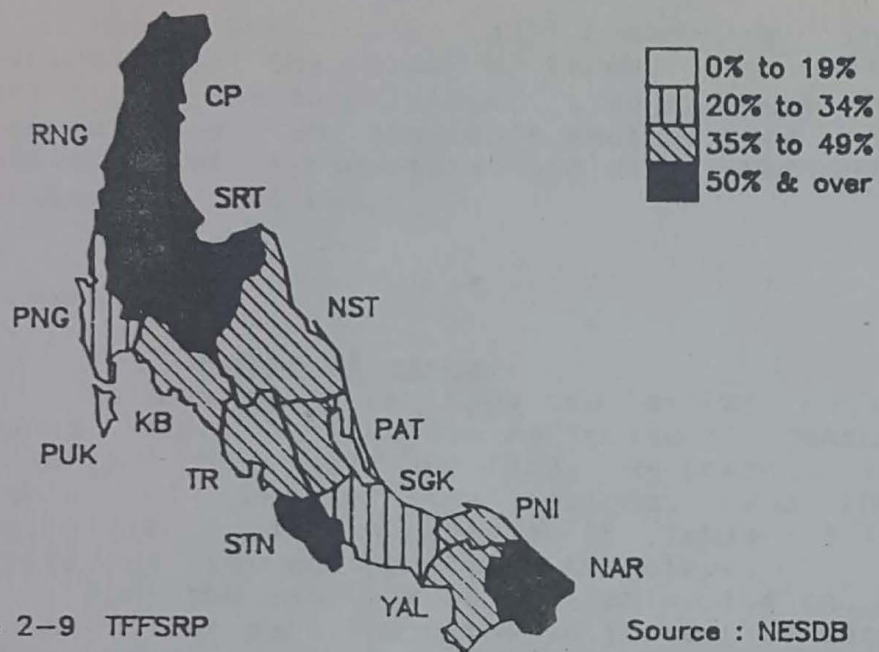 0% to 19%
20% to 34%
35% to 49%
50% & over
CP
RNG
SRT
PNG
NST
KB
PUK
PAT
TR
SGK
PNI
STN
NAR
YAL
2-9 TFFSRP
Source : NESDB